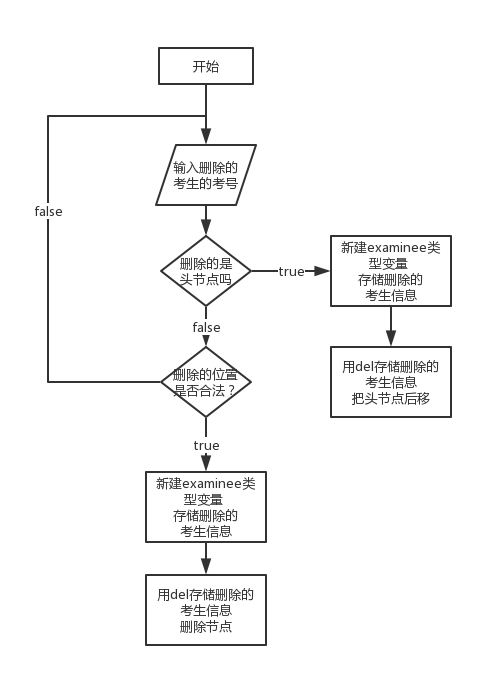 开始
输入删除的
考生的考号
false
删除的是
头节点吗
true
新建examinee类
型变量
存储删除的
考生信息
false
用del存储删除的
考生信息
把头节点后移
删除的位置
是否合法？
true
新建examinee类
型变量
存储删除的
考生信息
用del存储删除的
考生信息
删除节点